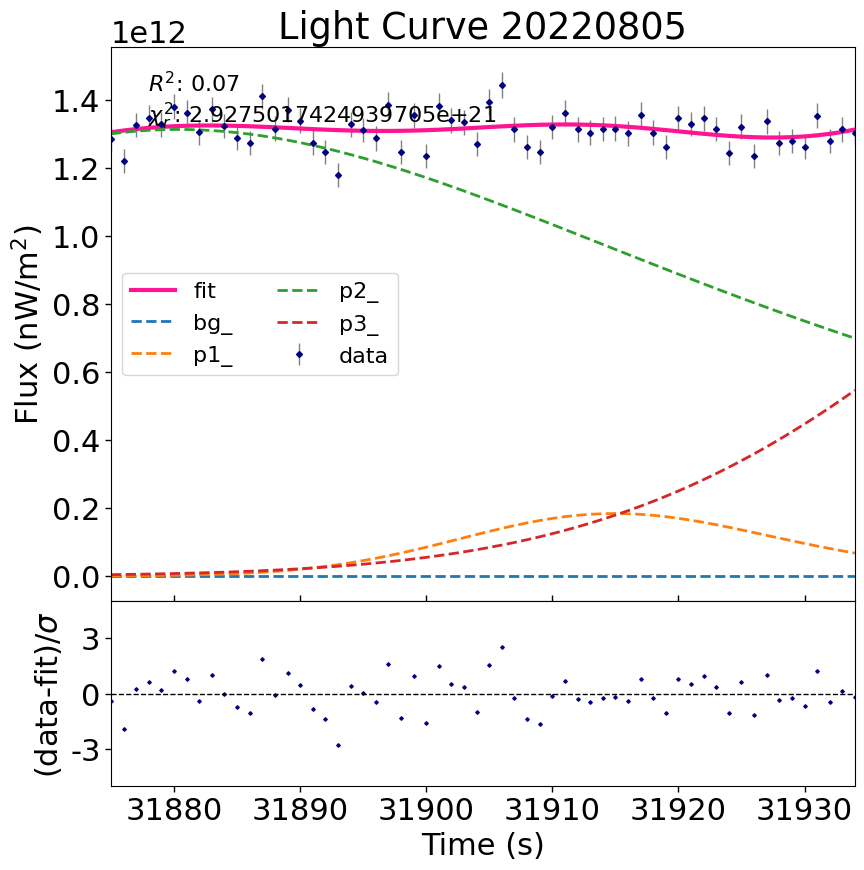 Light Curve 20220805
1e12
R²: 0.07
χ²: 2.9275017424939705e+21
Flux (nW/m²)
1.4
1.2
1.0
0.8
0.6
0.4
0.2
0.0
fit
bg_
p1_
p2_
p3_
data
(data-fit)/σ
3
0
-3
31880 31890 31900 31910 31920 31930
Time (s)